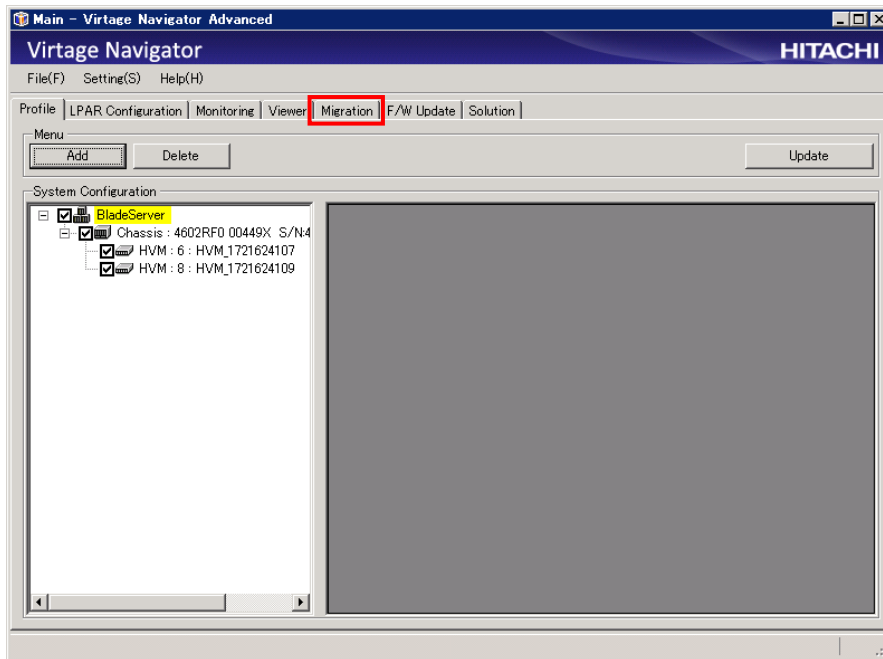 Main - Virtage Navigator Advanced
Virtage Navigator
HITACHI
File(F) Setting(S) Help(H)
Profile LPAR Configuration Monitoring Viewer Migration F/W Update Solution
Menu
Add Delete Update
System Configuration
BladeServer
Chassis : 4602RF0 00449X S/N:4
HVM : 6 : HVM_1721624107
HVM : 8 : HVM_1721624109